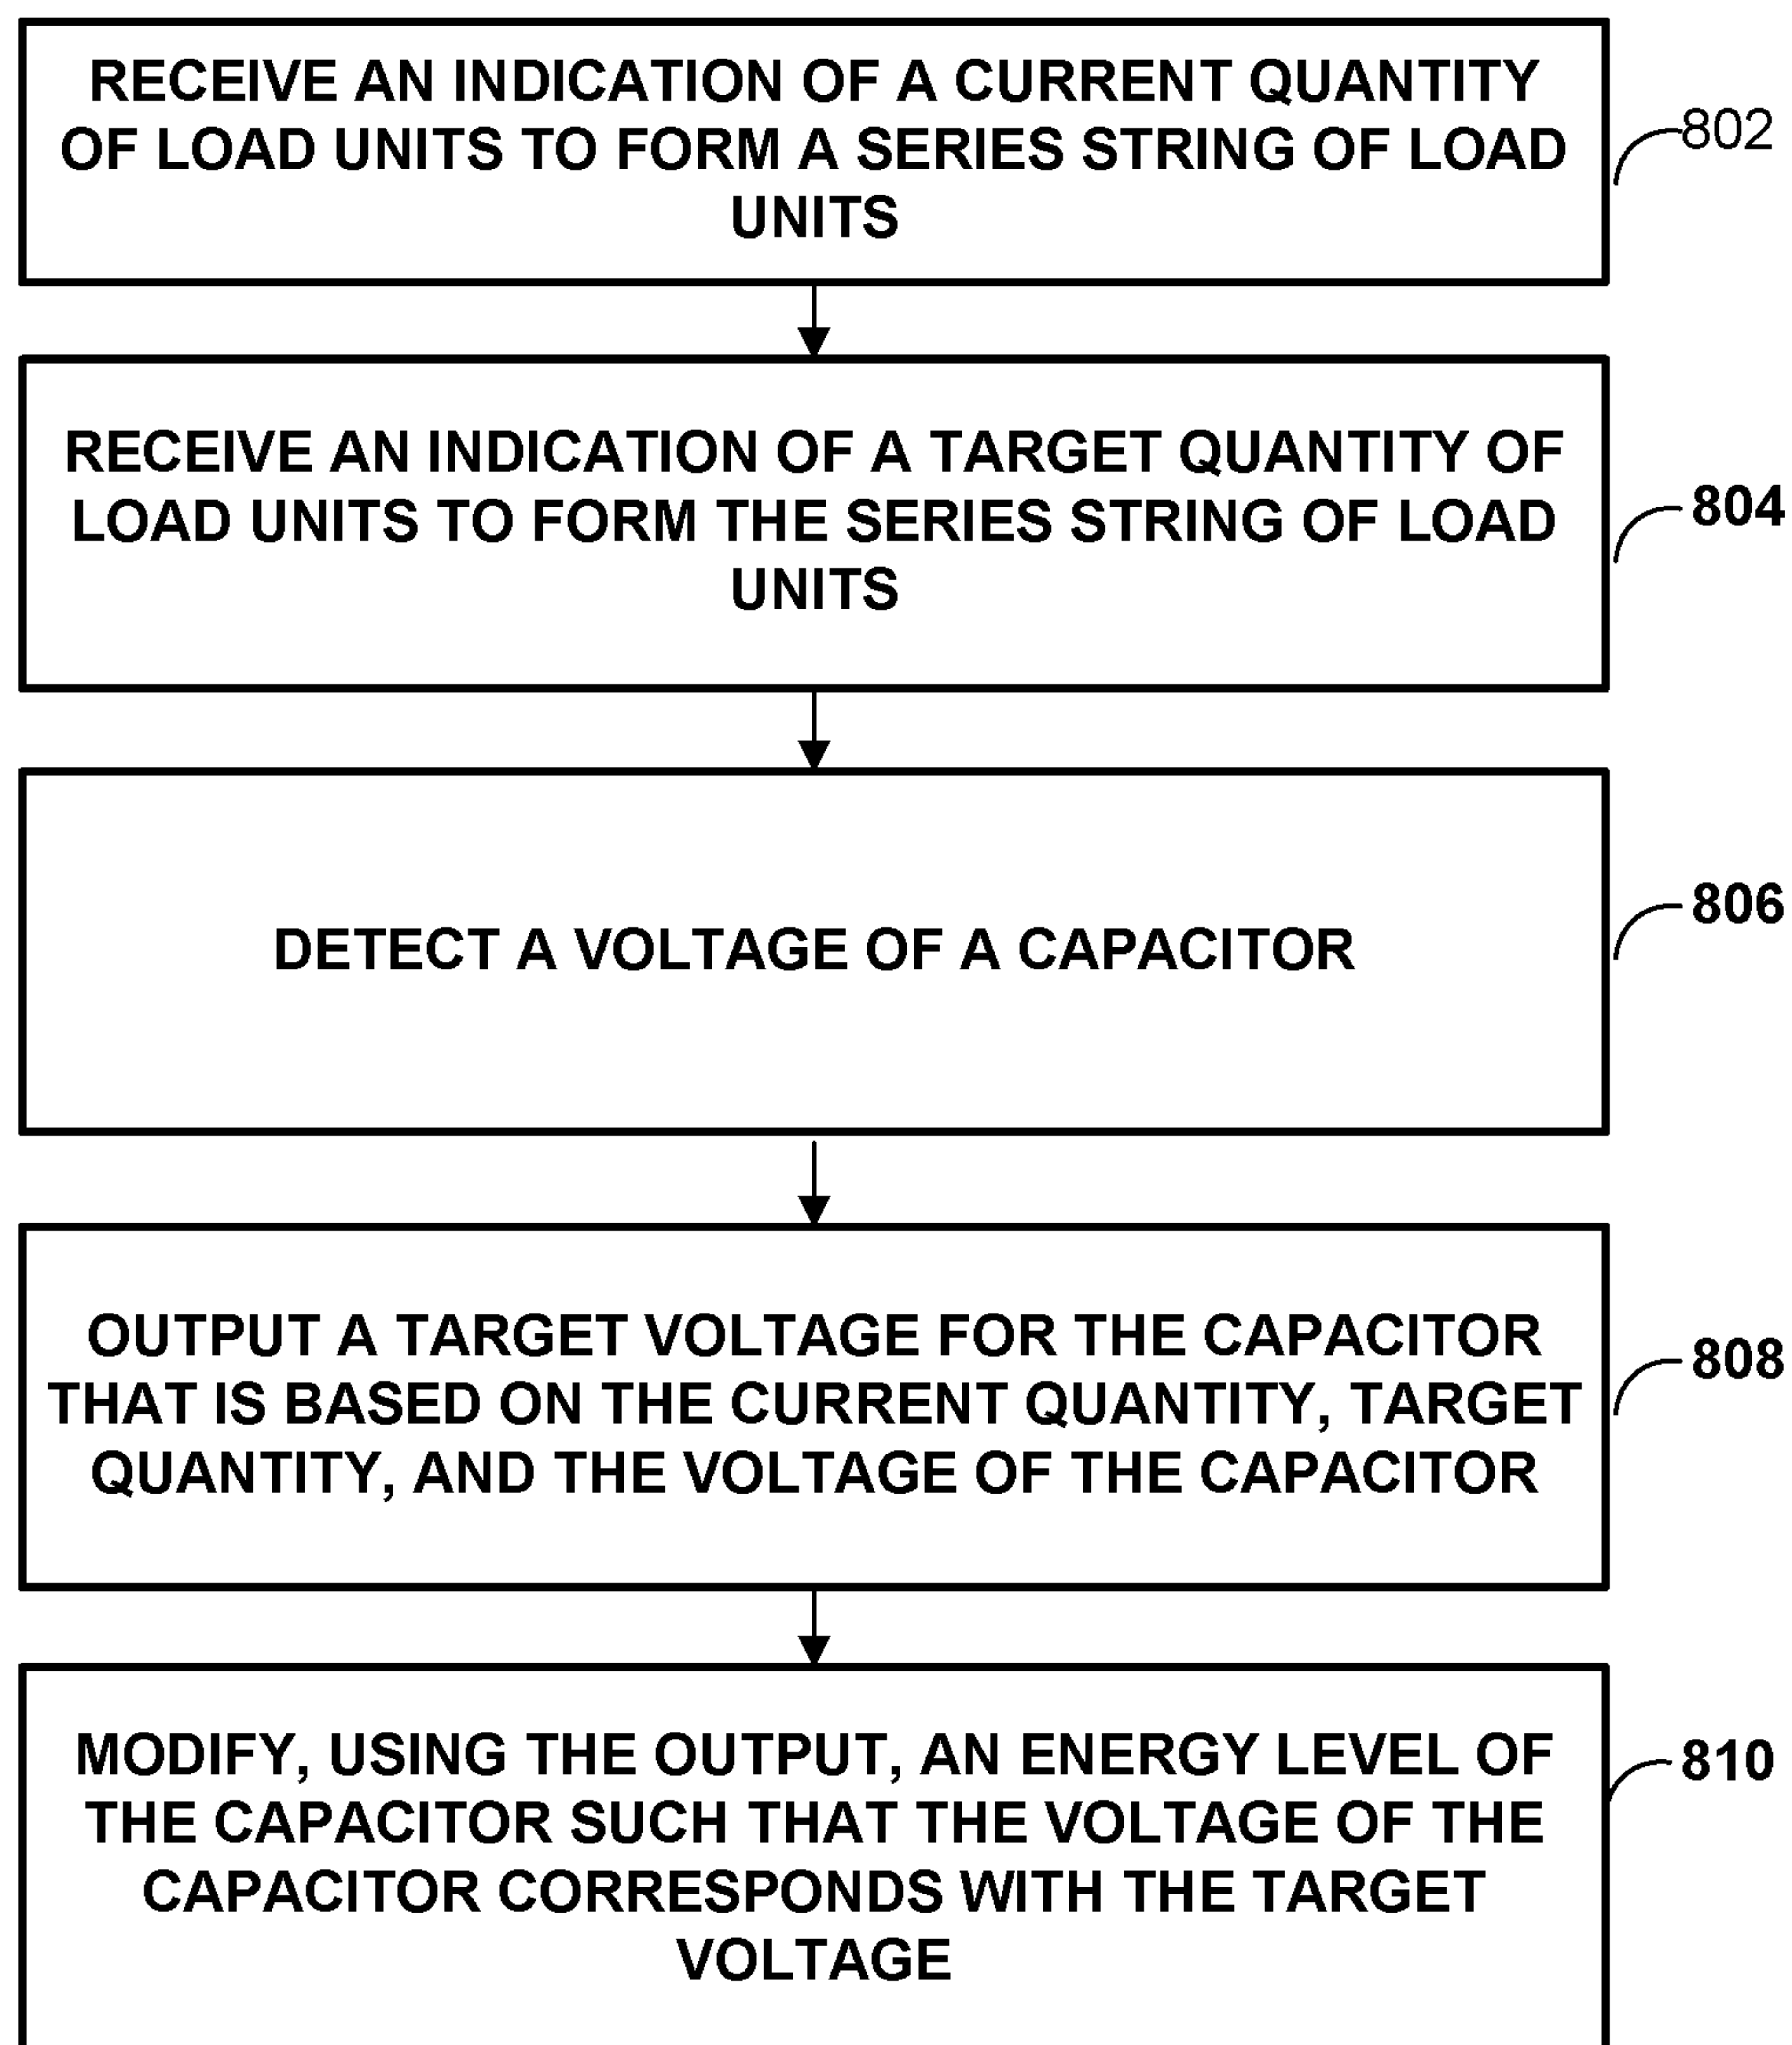 RECEIVE AN INDICATION OF A CURRENT QUANTITY
OF LOAD UNITS TO FORM A SERIES STRING OF LOAD
UNITS
802
RECEIVE AN INDICATION OF A TARGET QUANTITY OF
LOAD UNITS TO FORM THE SERIES STRING OF LOAD
UNITS
804
DETECT A VOLTAGE OF A CAPACITOR
806
OUTPUT A TARGET VOLTAGE FOR THE CAPACITOR
THAT IS BASED ON THE CURRENT QUANTITY, TARGET
QUANTITY, AND THE VOLTAGE OF THE CAPACITOR
808
MODIFY, USING THE OUTPUT, AN ENERGY LEVEL OF
THE CAPACITOR SUCH THAT THE VOLTAGE OF THE
CAPACITOR CORRESPONDS WITH THE TARGET
VOLTAGE
810